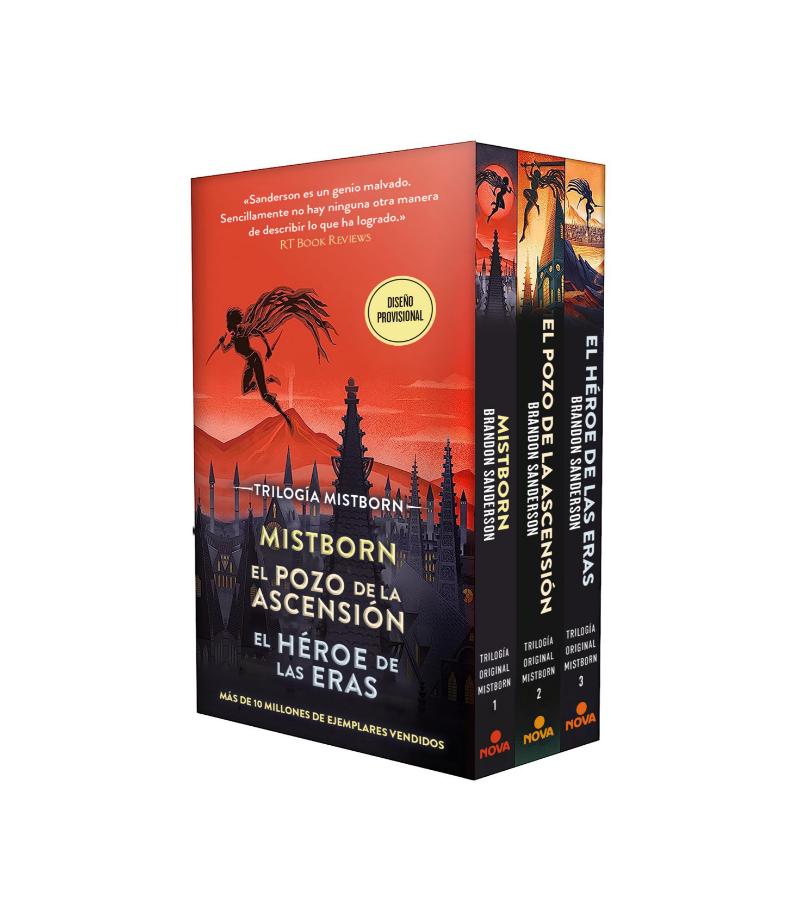 «Sanderson es un genio malvado.
Sencillamente no hay ninguna otra manera
de describir lo que ha logrado.»
RT Book Reviews
DISEÑO
PROVISIONAL
TRILOGÍA MISTBORN
MISTBORN
EL POZO DE LA
ASCENSIÓN
EL HÉROE DE
LAS ERAS
MÁS DE 10 MILLONES DE EJEMPLARES VENDIDOS
MISTBORN
BRANDON SANDERSON
TRILOGÍA
ORIGINAL
MISTBORN
1
NOVA
EL POZO DE LA ASCENSIÓN
BRANDON SANDERSON
TRILOGÍA
ORIGINAL
MISTBORN
2
NOVA
EL HÉROE DE LAS ERAS
BRANDON SANDERSON
TRILOGÍA
ORIGINAL
MISTBORN
3
NOVA